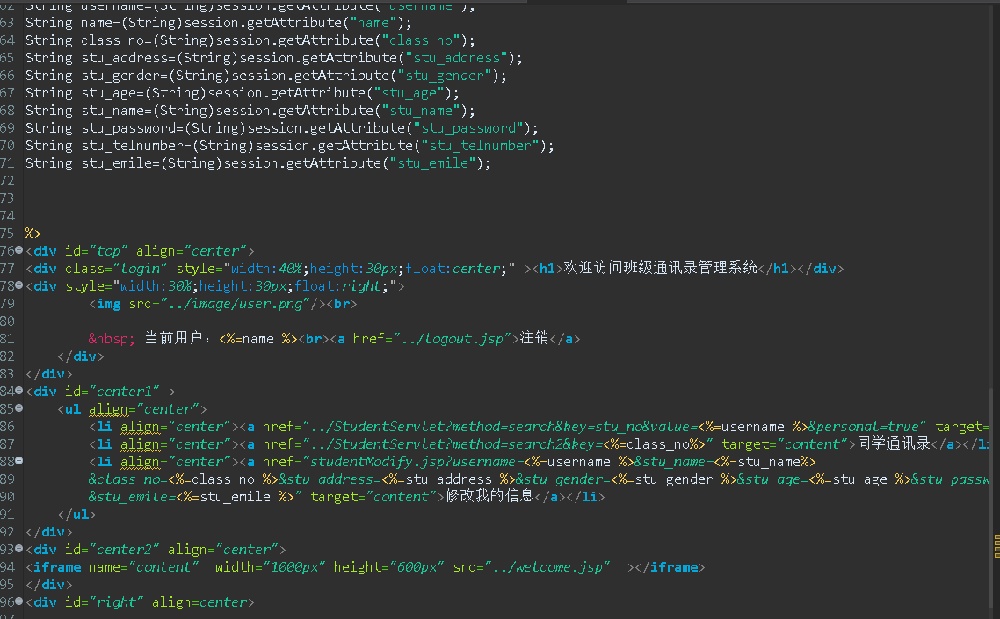 62 String username=(String)session.getAttribute("username");
63 String name=(String)session.getAttribute("name");
64 String class_no=(String)session.getAttribute("class_no");
65 String stu_address=(String)session.getAttribute("stu_address");
66 String stu_gender=(String)session.getAttribute("stu_gender");
67 String stu_age=(String)session.getAttribute("stu_age");
68 String stu_name=(String)session.getAttribute("stu_name");
69 String stu_password=(String)session.getAttribute("stu_password");
70 String stu_telnumber=(String)session.getAttribute("stu_telnumber");
71 String stu_emile=(String)session.getAttribute("stu_emile");
72
73
74
75 %>
76 <div id="top" align="center">
77 <div class="login" style="width:40%;height:30px;float:center;" ><h1>欢迎访问班级通讯录管理系统</h1></div>
78 <div style="width:30%;height:30px;float:right;">
79 <img src="../image/user.png"/><br>
80
81 &nbsp; 当前用户：<%=name %><br><a href="../logout.jsp">注销</a>
82 </div>
83 </div>
84 <div id="center1" >
85 <ul align="center">
86 <li align="center"><a href="../StudentServlet?method=search&key=stu_no&value=<%=username %>&personal=true" target=
87 <li align="center"><a href="../StudentServlet?method=search2&key=<%=class_no%>" target="content">同学通讯录</a></li
88 <li align="center"><a href="studentModify.jsp?username=<%=username %>&stu_name=<%=stu_name%>
89 &class_no=<%=class_no %>&stu_address=<%=stu_address %>&stu_gender=<%=stu_gender %>&stu_age=<%=stu_age %>&stu_passw
90 &stu_emile=<%=stu_emile %>" target="content">修改我的信息</a></li>
91 </ul>
92 </div>
93 <div id="center2" align="center">
94 <iframe name="content" width="1000px" height="600px" src="../welcome.jsp" ></iframe>
95 </div>
96 <div id="right" align=center>
97